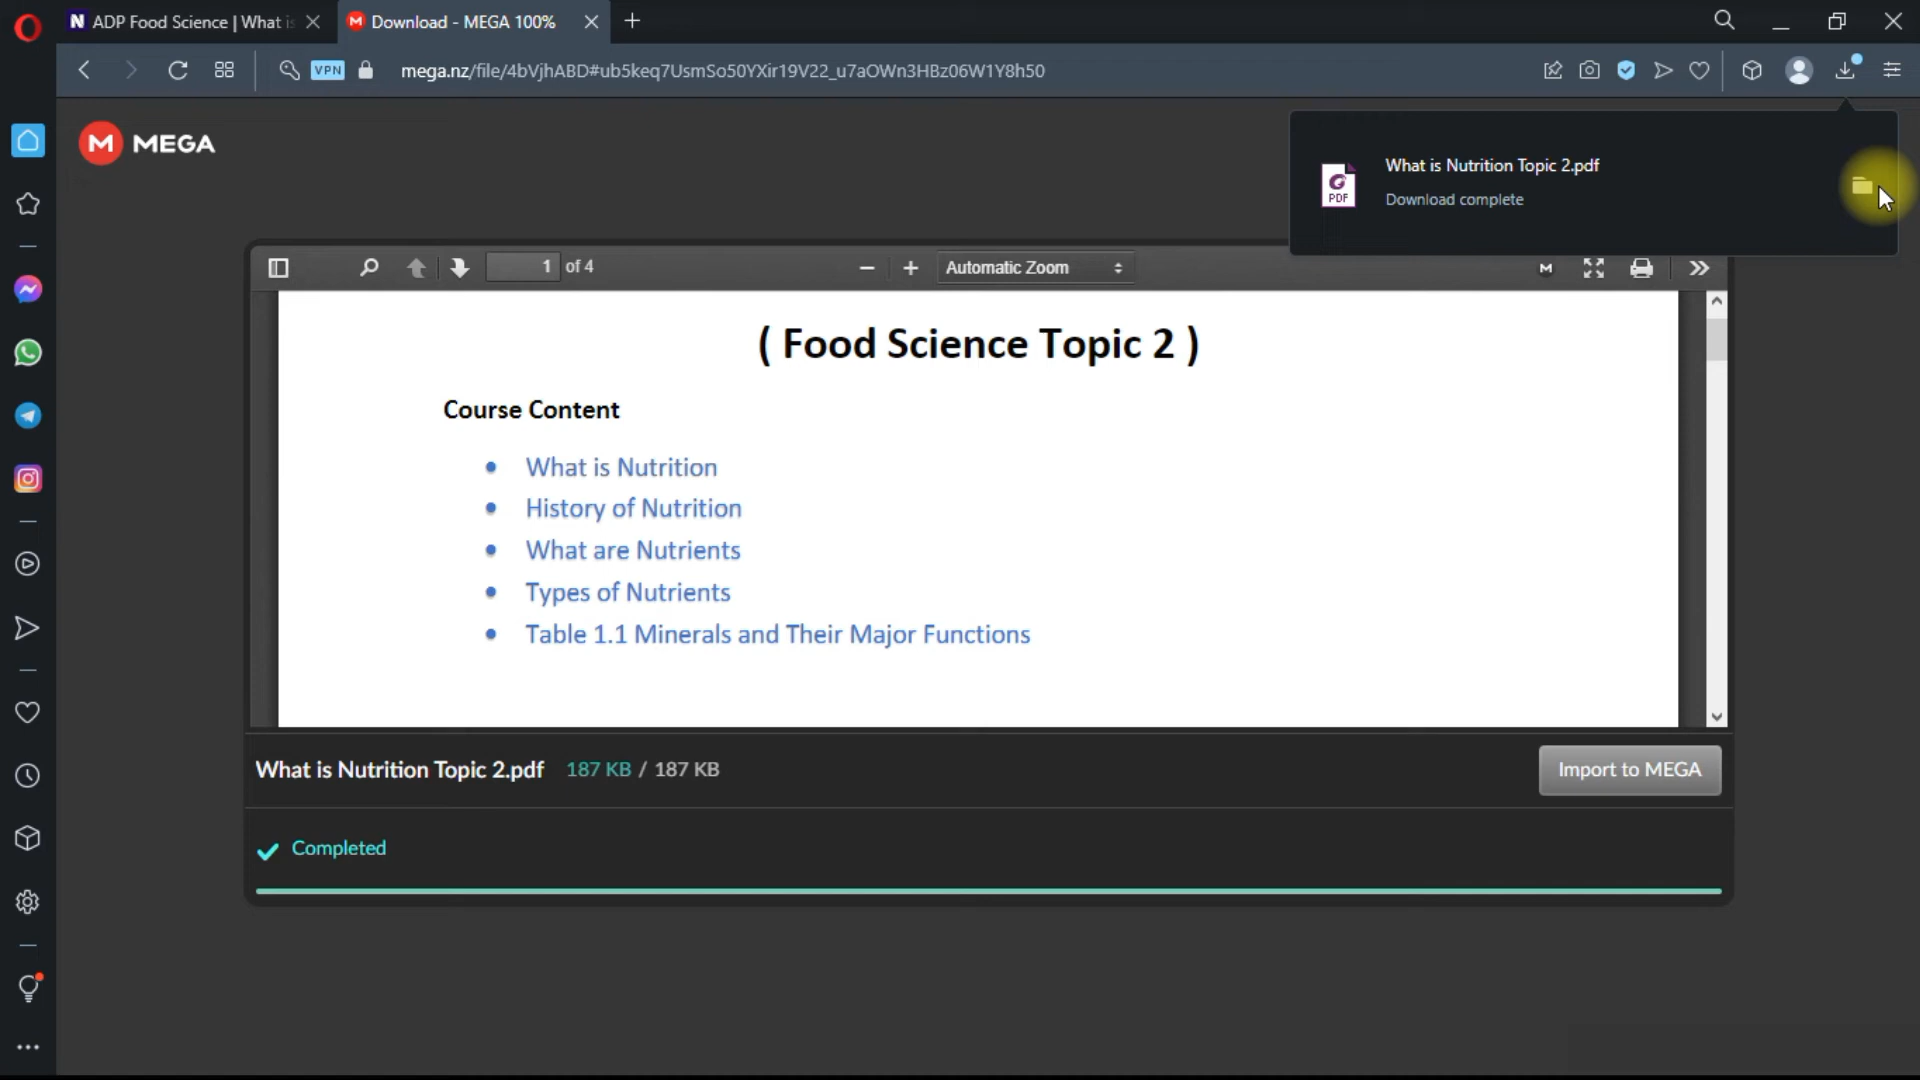 ADP Food Science | What is
Download - MEGA 100%
VPN
mega.nz/file/4bVjhABD#ub5keq7UsmSo50YXir19V22_u7aOWn3HBz06W1Y8h50
MEGA
What is Nutrition Topic 2.pdf
PDF
Download complete
1 of 4
Automatic Zoom
( Food Science Topic 2 )
Course Content
• What is Nutrition
• History of Nutrition
• What are Nutrients
• Types of Nutrients
• Table 1.1 Minerals and Their Major Functions
What is Nutrition Topic 2.pdf 187 KB / 187 KB
Import to MEGA
Completed